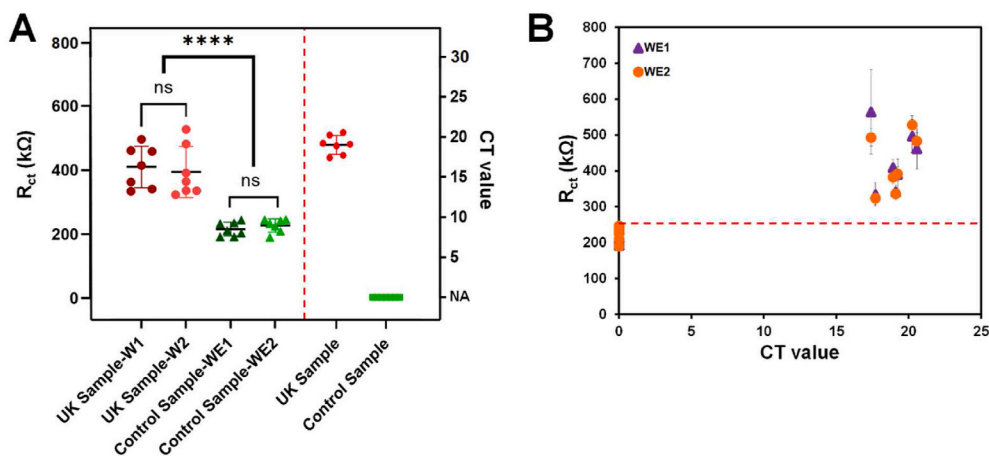 A
800
600
400
200
0
Rct (kΩ)
****
ns
ns
30
25
20
15
10
5
NA
CT value
UK Sample-W1
UK Sample-W2
Control Sample-WE1
Control Sample-WE2
UK Sample
Control Sample
B
WE1
WE2
800
700
600
500
400
300
200
100
0
Rct (kΩ)
0
5
10
15
20
25
CT value